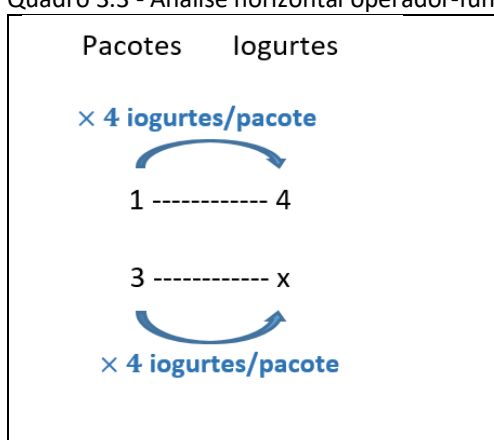 Quadro 3.3 - Análise horizontal operador-fun
Pacotes Iogurtes
× 4 iogurtes/pacote
1 ------------ 4
3 ------------ x
× 4 iogurtes/pacote